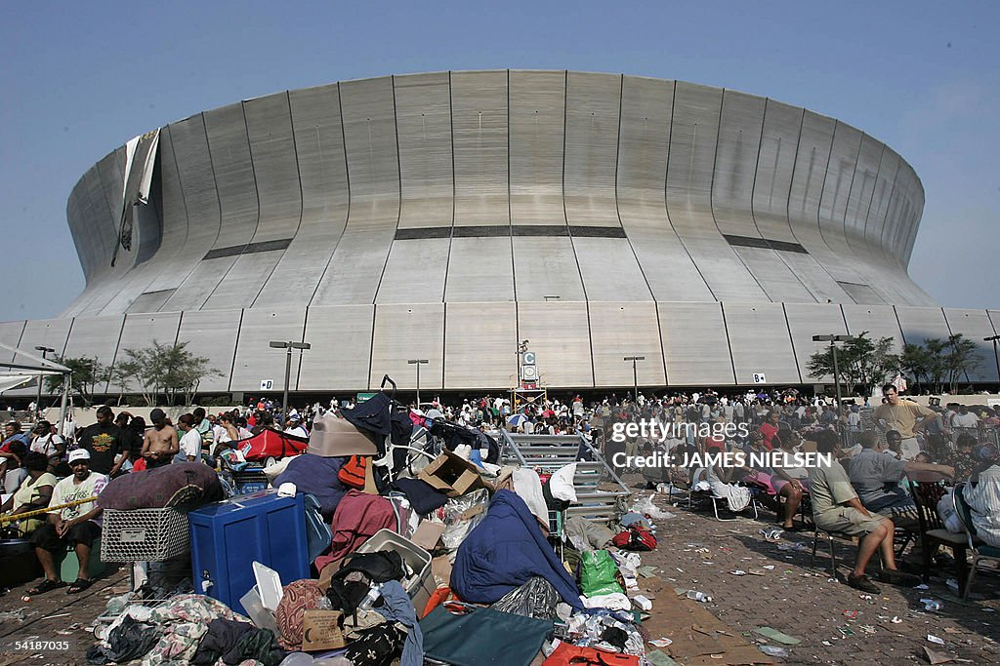 C
D
B
gettyimages
JAMES NIELSEN
54187035